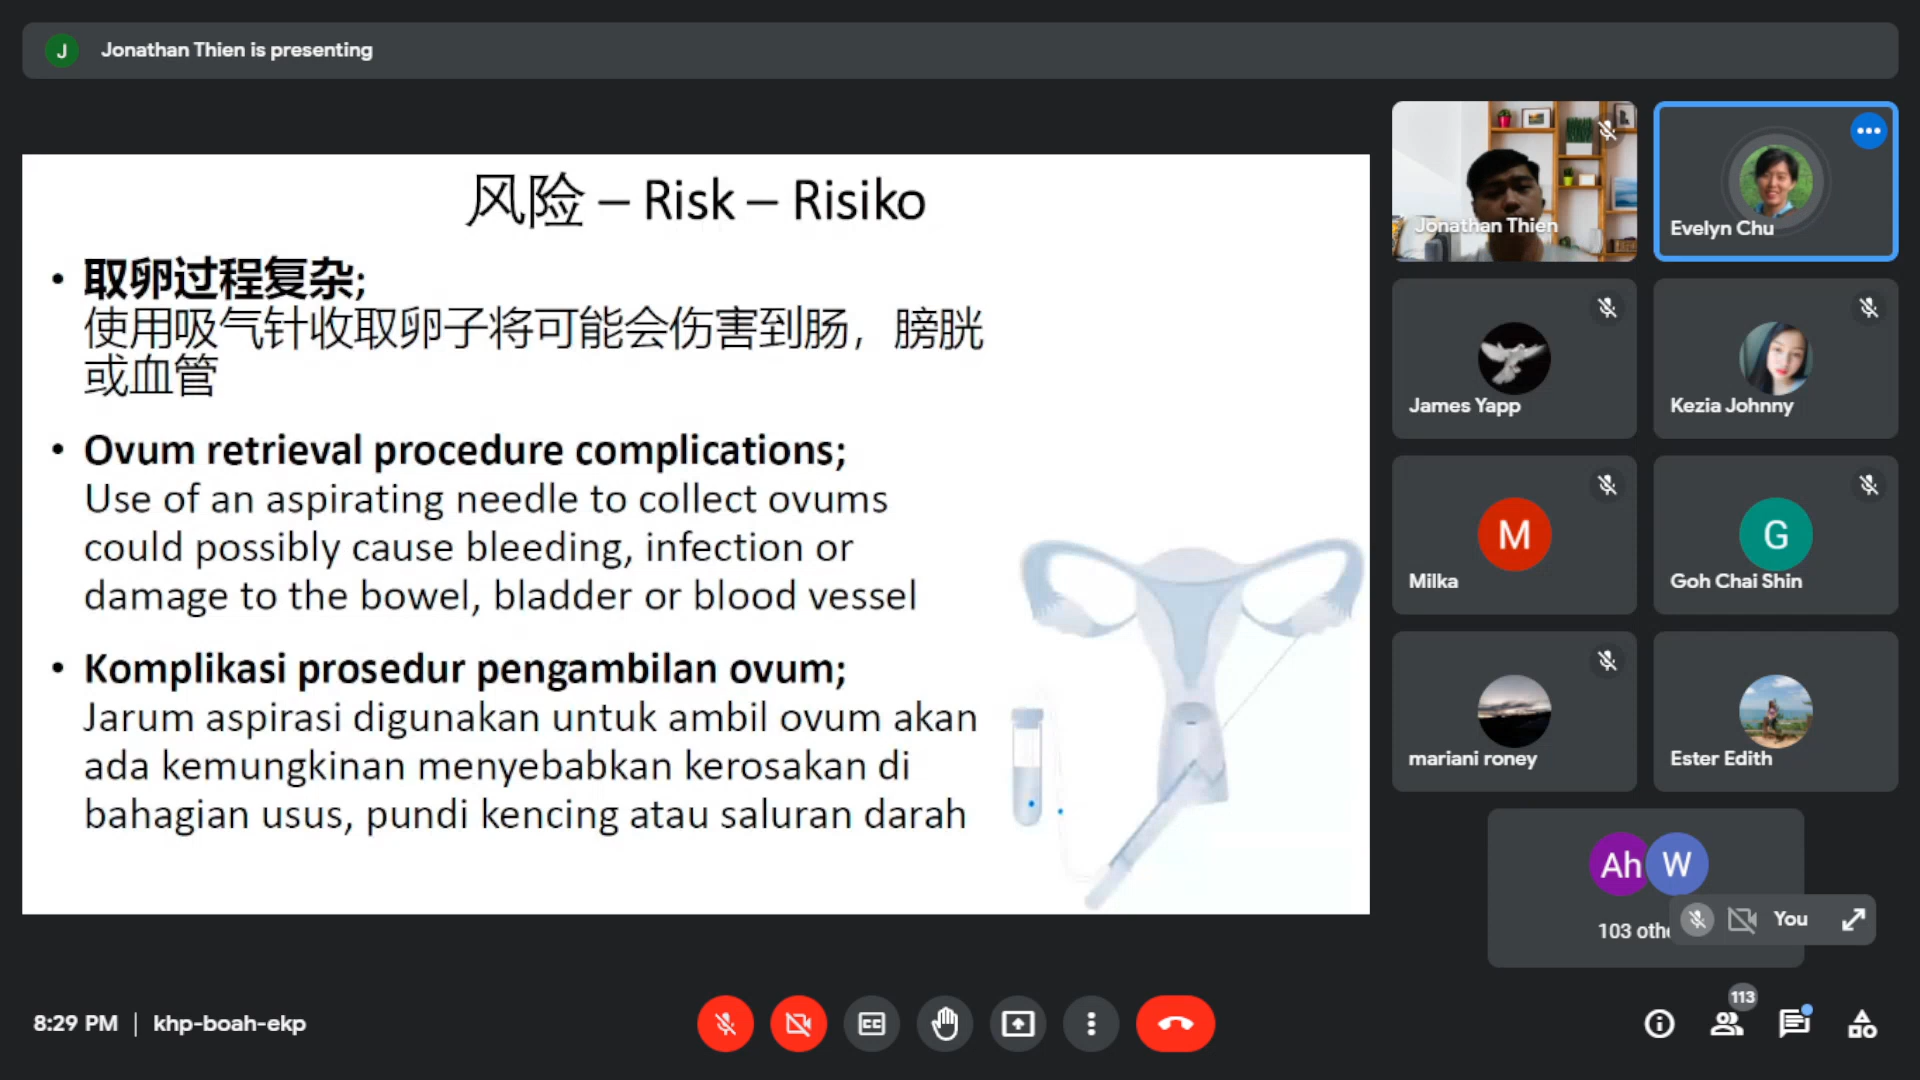 J Jonathan Thien is presenting
风险 – Risk – Risiko
• 取卵过程复杂;
使用吸气针收取卵子将可能会伤害到肠，膀胱
或血管
• Ovum retrieval procedure complications;
Use of an aspirating needle to collect ovums
could possibly cause bleeding, infection or
damage to the bowel, bladder or blood vessel
• Komplikasi prosedur pengambilan ovum;
Jarum aspirasi digunakan untuk ambil ovum akan
ada kemungkinan menyebabkan kerosakan di
bahagian usus, pundi kencing atau saluran darah
Jonathan Thien
Evelyn Chu
James Yapp
Kezia Johnny
M
Milka
G
Goh Chai Shin
mariani roney
Ester Edith
Ah W
103
You
8:29 PM | khp-boah-ekp
CC
113